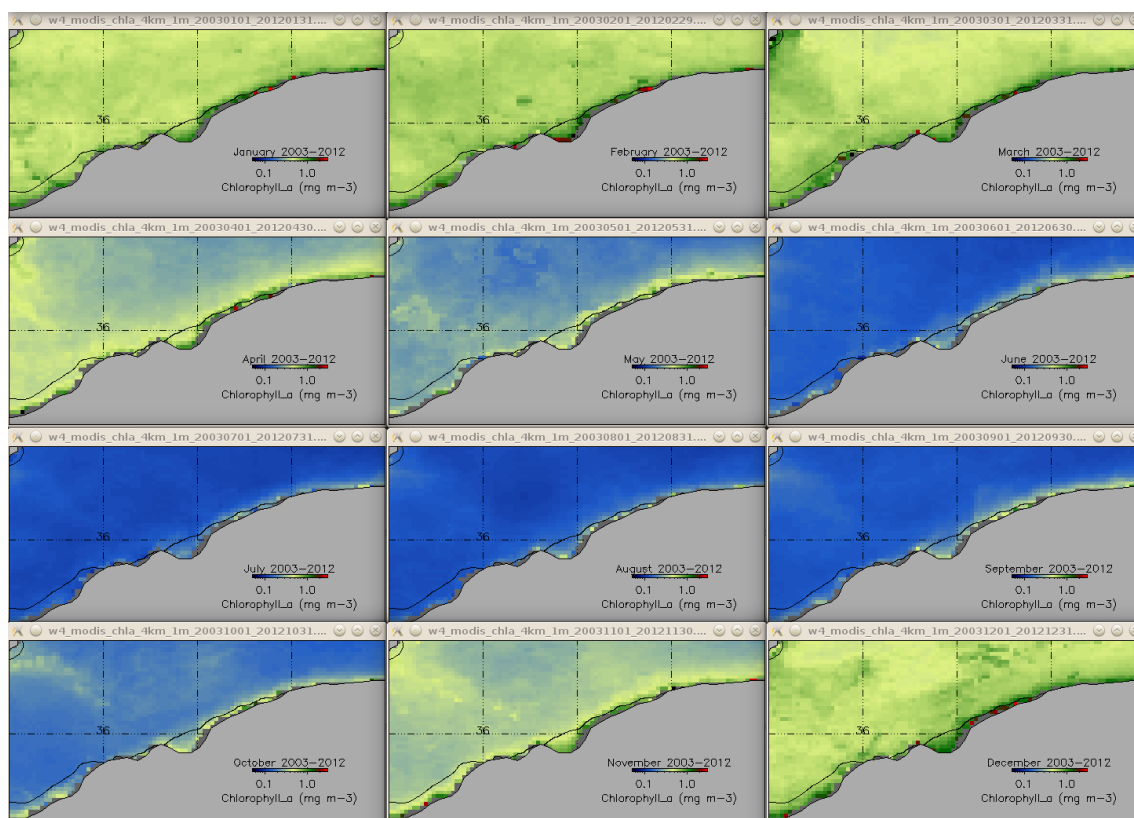 w4_modis_chla_4km_1m_20030101_20120131....
36
January 2003-2012
0.1 1.0
Chlorophyll_a (mg m-3)
w4_modis_chla_4km_1m_20030201_20120229....
36
February 2003-2012
0.1 1.0
Chlorophyll_a (mg m-3)
w4_modis_chla_4km_1m_20030301_20120331....
36
March 2003-2012
0.1 1.0
Chlorophyll_a (mg m-3)
w4_modis_chla_4km_1m_20030401_20120430....
36
April 2003-2012
0.1 1.0
Chlorophyll_a (mg m-3)
w4_modis_chla_4km_1m_20030501_20120531....
36
May 2003-2012
0.1 1.0
Chlorophyll_a (mg m-3)
w4_modis_chla_4km_1m_20030601_20120630....
36
June 2003-2012
0.1 1.0
Chlorophyll_a (mg m-3)
w4_modis_chla_4km_1m_20030701_20120731....
36
July 2003-2012
0.1 1.0
Chlorophyll_a (mg m-3)
w4_modis_chla_4km_1m_20030801_20120831....
36
August 2003-2012
0.1 1.0
Chlorophyll_a (mg m-3)
w4_modis_chla_4km_1m_20030901_20120930....
36
September 2003-2012
0.1 1.0
Chlorophyll_a (mg m-3)
w4_modis_chla_4km_1m_20031001_20121031....
36
October 2003-2012
0.1 1.0
Chlorophyll_a (mg m-3)
w4_modis_chla_4km_1m_20031101_20121130....
36
November 2003-2012
0.1 1.0
Chlorophyll_a (mg m-3)
w4_modis_chla_4km_1m_20031201_20121231....
36
December 2003-2012
0.1 1.0
Chlorophyll_a (mg m-3)